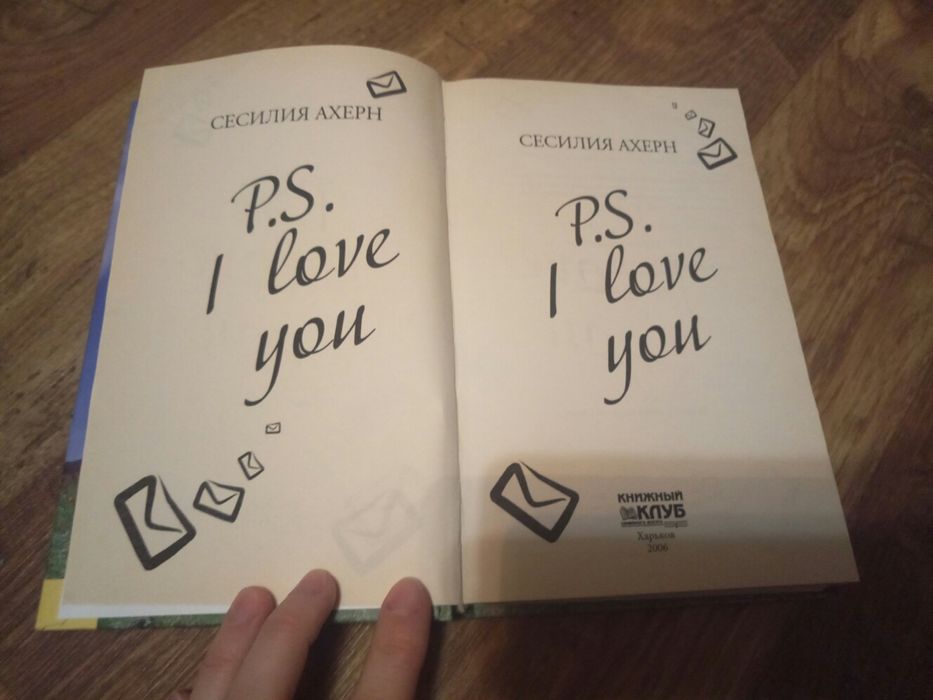 СЕСИЛИЯ АХЕРН
P.S.
I love
you
СЕСИЛИЯ АХЕРН
P.S.
I love
you
КНИЖНЫЙ
КЛУБ
Харьков
2006